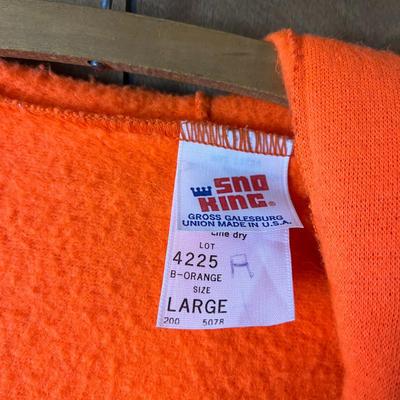 SNO
KING®
GROSS GALESBURG
UNION MADE IN U.S.A.
Line dry
LOT
4225
B-ORANGE
SIZE
LARGE
200 5078